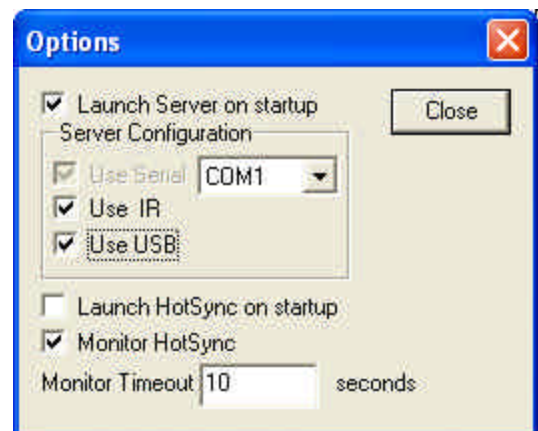 Options
Launch Server on startup
Close
Server Configuration
Use Serial COM1
Use IR
Use USB
Launch HotSync on startup
Monitor HotSync
Monitor Timeout 10 seconds